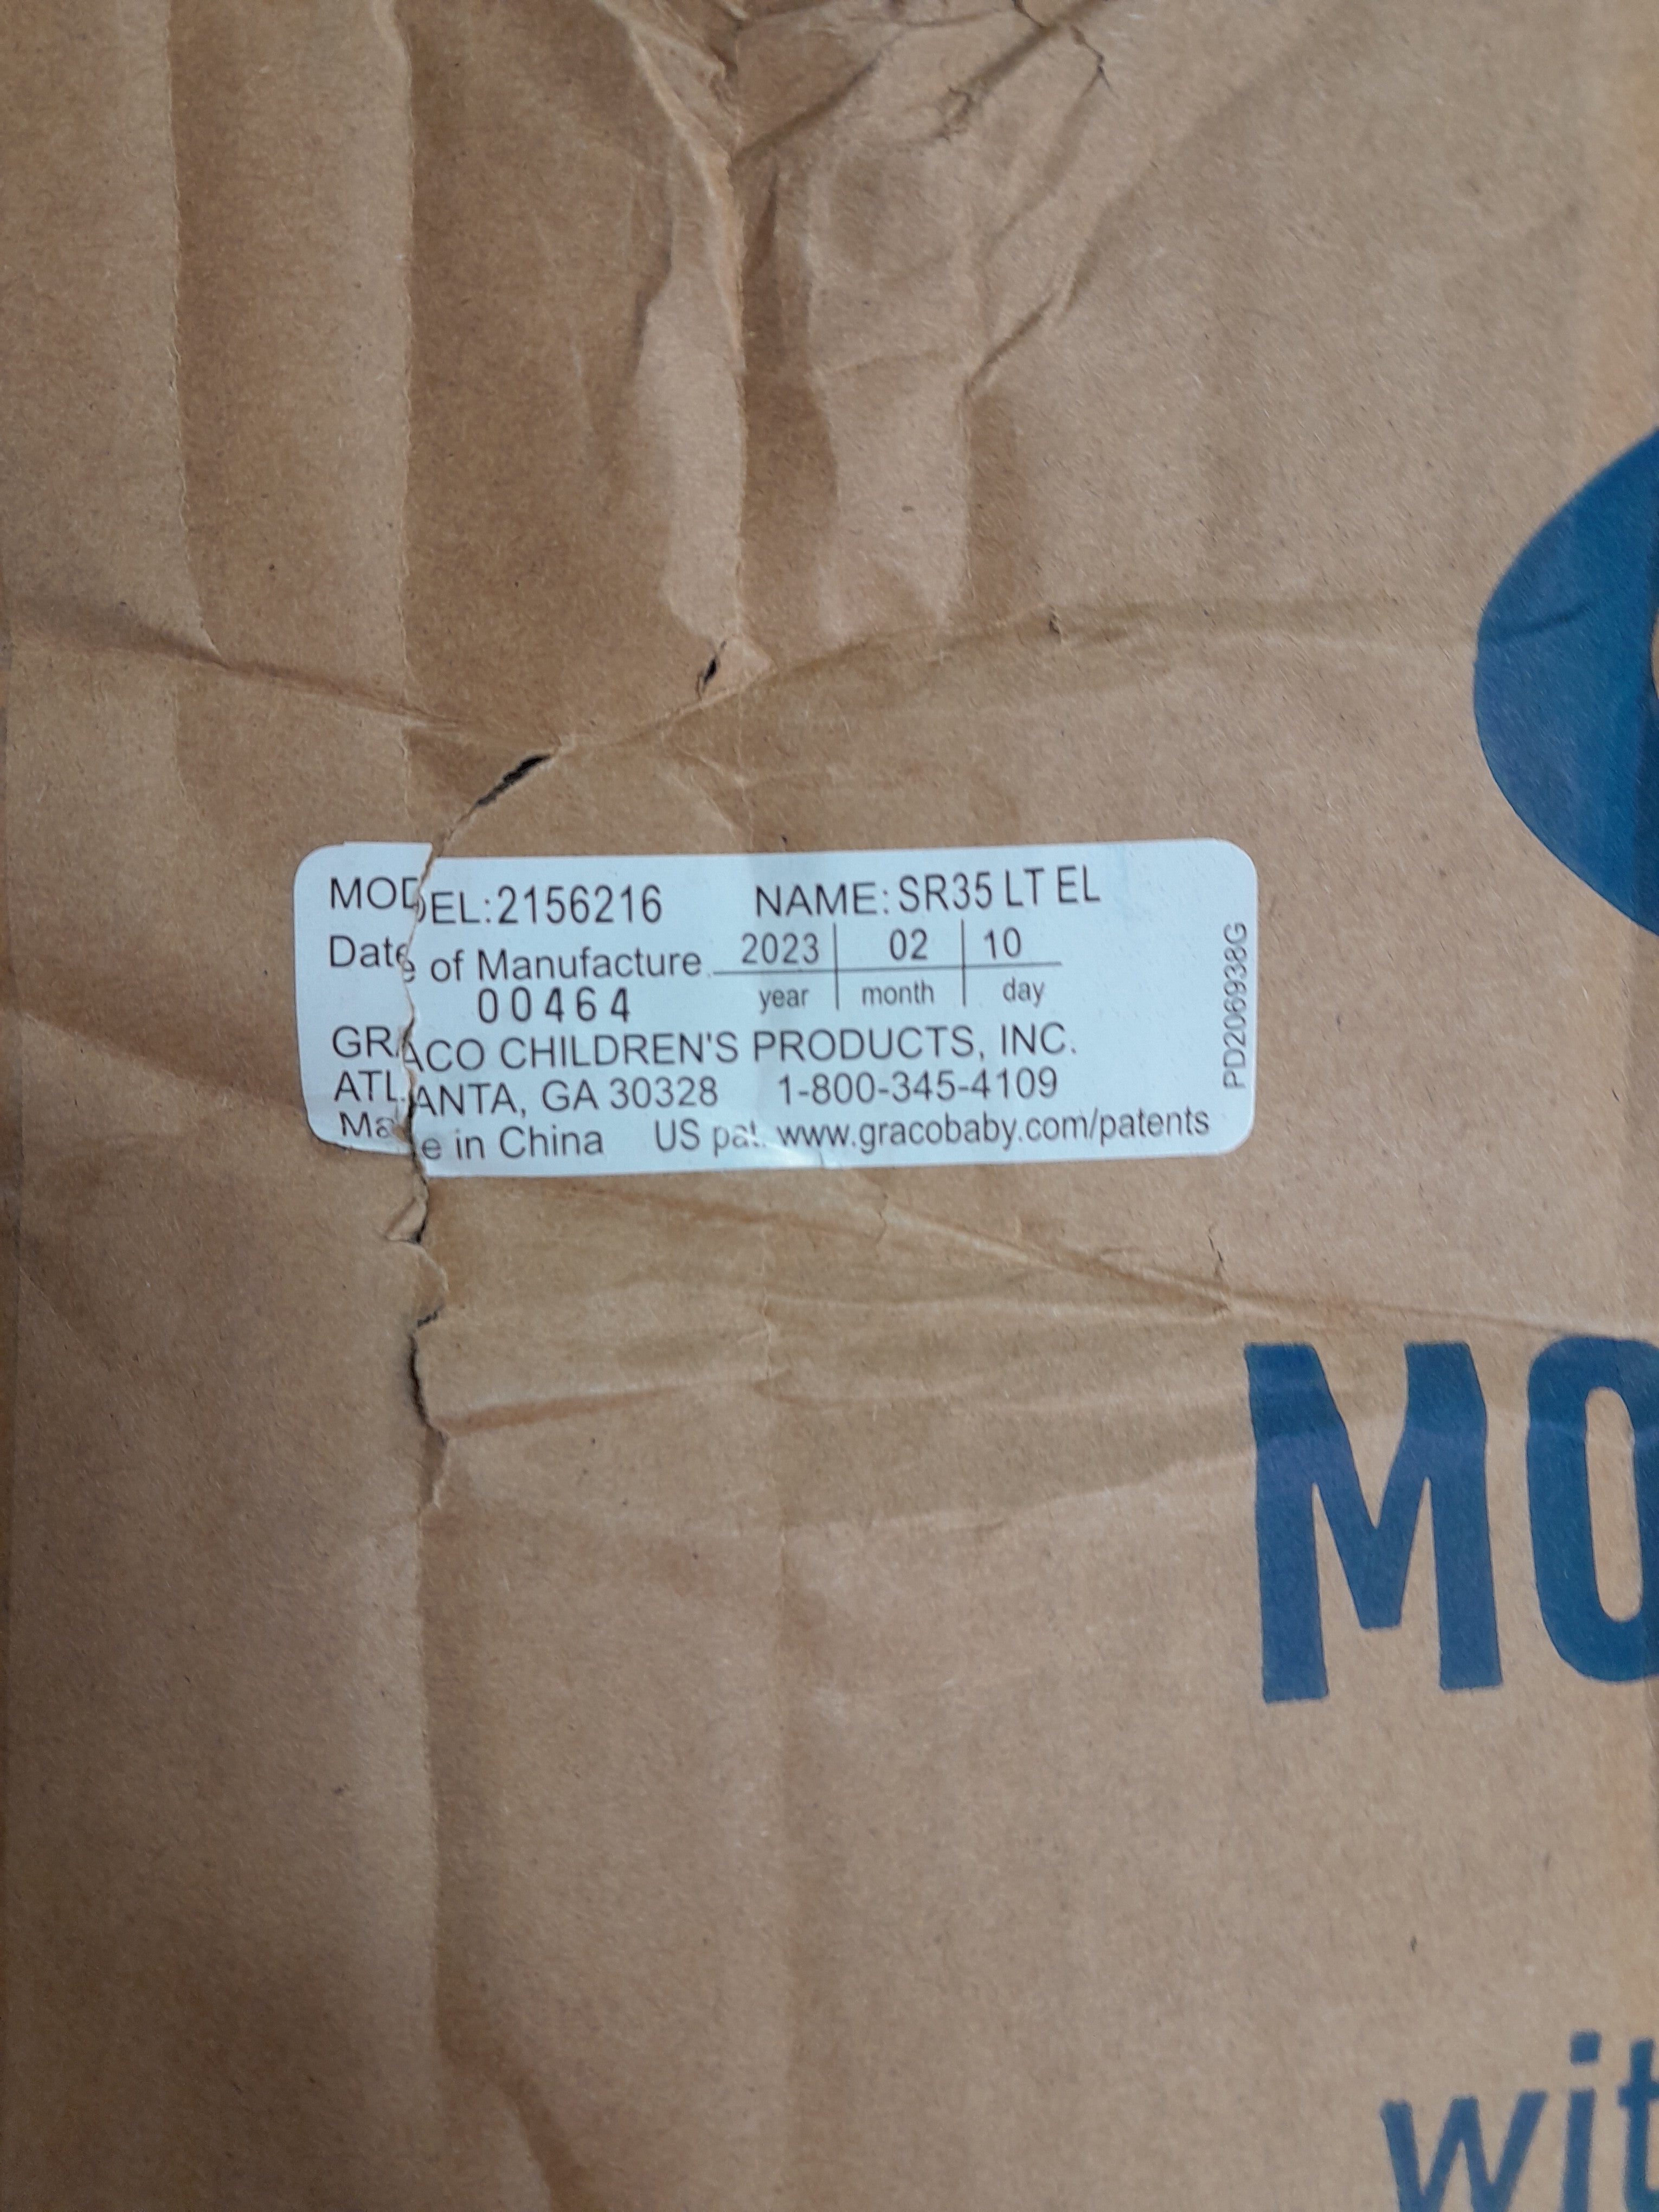 MODEL:2156216 NAME: SR35 LT EL
Date of Manufacture 2023 02 10
00464 year month day
GRACO CHILDREN'S PRODUCTS, INC.
ATLANTA, GA 30328 1-800-345-4109
Made in China US pat. www.gracobaby.com/patents
PD206938G
MO
wit